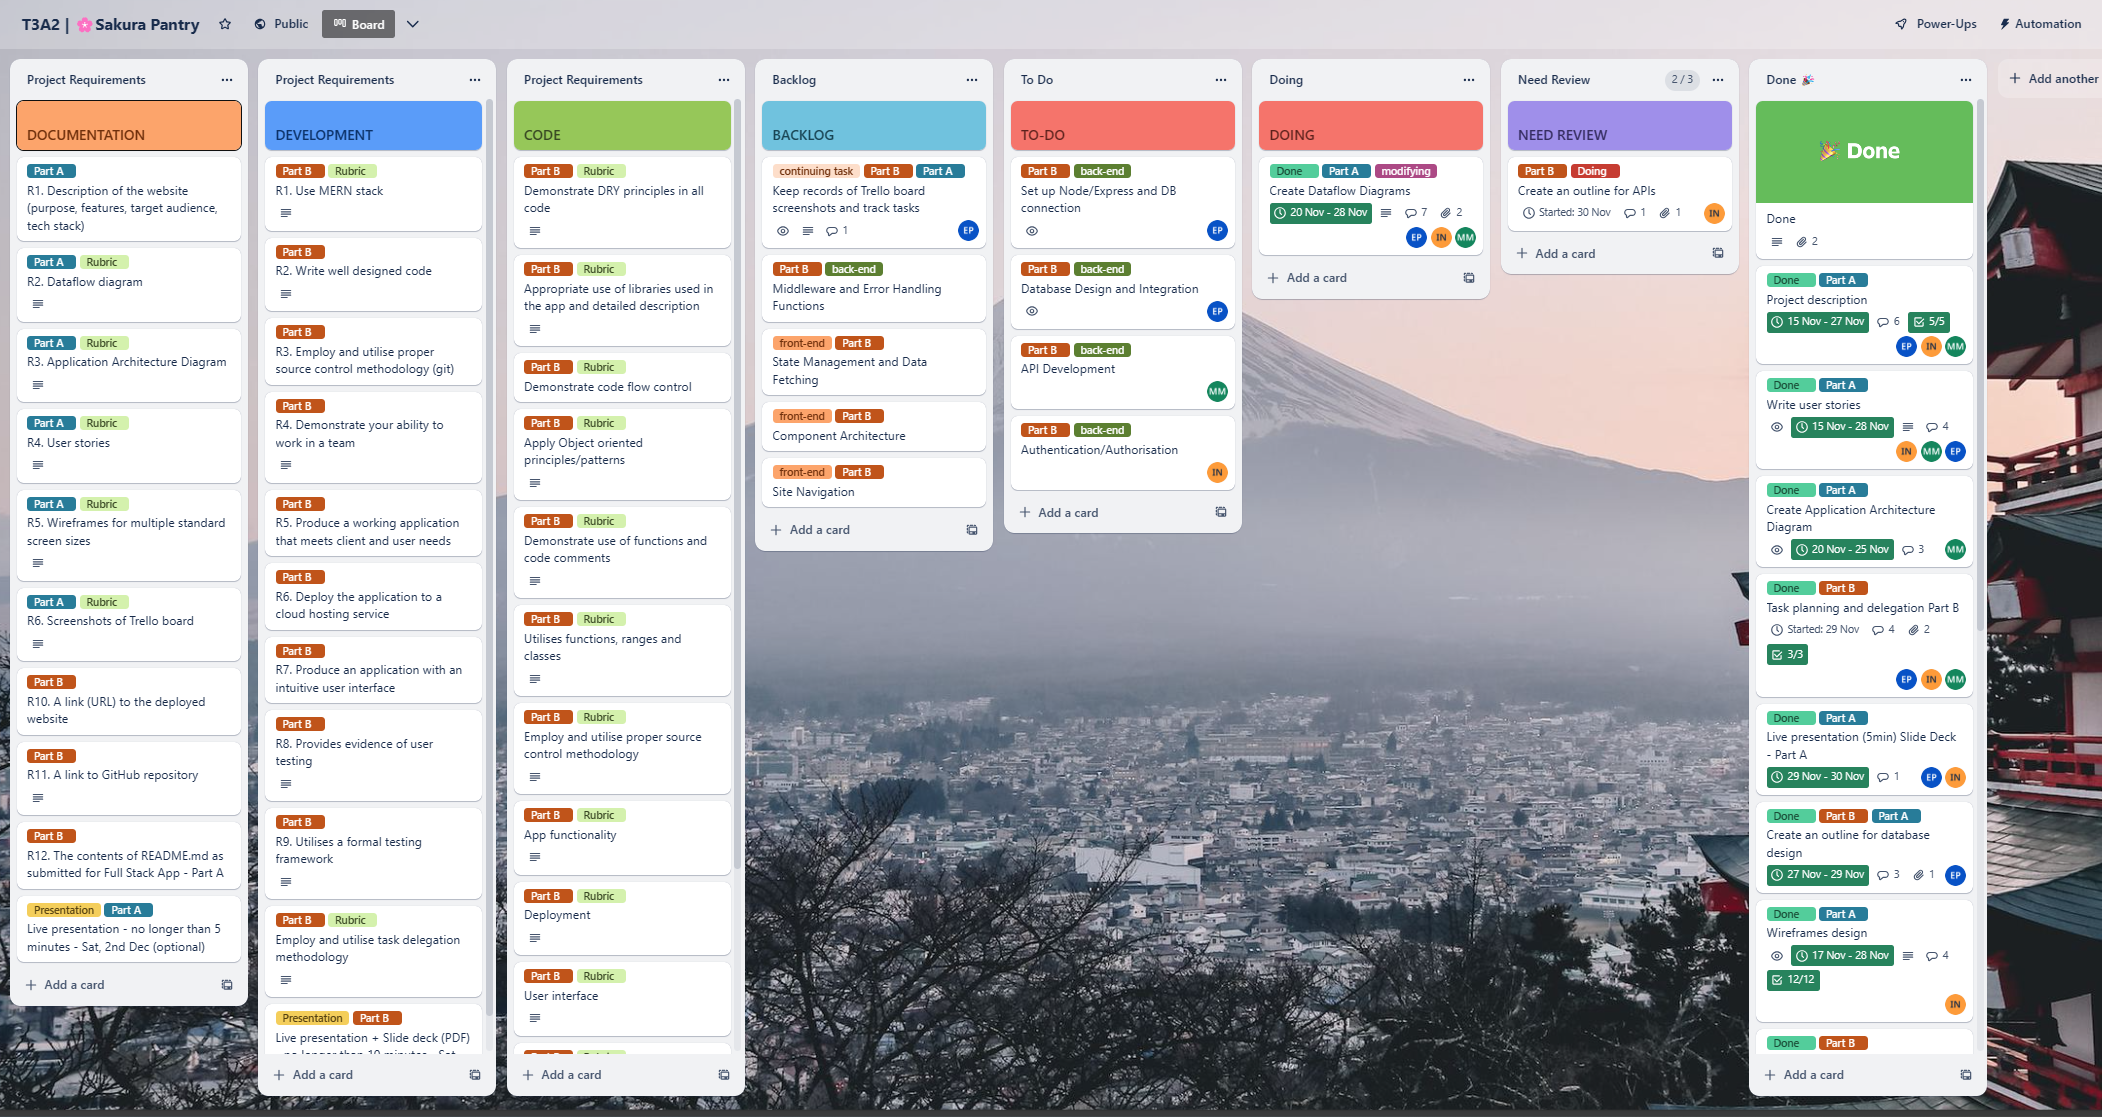 T3A2 | 🌸Sakura Pantry
Public
Board
Power-Ups
Automation
Project Requirements
DOCUMENTATION
Part A
R1. Description of the website
(purpose, features, target audience,
tech stack)
Part A Rubric
R2. Dataflow diagram
Part A Rubric
R3. Application Architecture Diagram
Part A Rubric
R4. User stories
Part A Rubric
R5. Wireframes for multiple standard
screen sizes
Part A Rubric
R6. Screenshots of Trello board
Part B
R10. A link (URL) to the deployed
website
Part B
R11. A link to GitHub repository
Part B
R12. The contents of README.md as
submitted for Full Stack App - Part A
Presentation Part A
Live presentation - no longer than 5
minutes - Sat, 2nd Dec (optional)
Add a card
Project Requirements
DEVELOPMENT
Part B Rubric
R1. Use MERN stack
Part B
R2. Write well designed code
Part B
R3. Employ and utilise proper
source control methodology (git)
Part B
R4. Demonstrate your ability to
work in a team
Part B
R5. Produce a working application
that meets client and user needs
Part B
R6. Deploy the application to a
cloud hosting service
Part B
R7. Produce an application with an
intuitive user interface
Part B
R8. Provides evidence of user
testing
Part B
R9. Utilises a formal testing
framework
Part B Rubric
Employ and utilise task delegation
methodology
Presentation Part B
Live presentation + Slide deck (PDF)
- no longer than 10 minutes - Sat,
Add a card
Project Requirements
CODE
Part B Rubric
Demonstrate DRY principles in all
code
Part B Rubric
Appropriate use of libraries used in
the app and detailed description
Part B Rubric
Demonstrate code flow control
Part B Rubric
Apply Object oriented
principles/patterns
Part B Rubric
Demonstrate use of functions and
code comments
Part B Rubric
Utilises functions, ranges and
classes
Part B Rubric
Employ and utilise proper source
control methodology
Part B Rubric
App functionality
Part B Rubric
Deployment
Part B Rubric
User interface
Add a card
Backlog
BACKLOG
continuing task Part B Part A
Keep records of Trello board
screenshots and track tasks
1 EP
Part B back-end
Middleware and Error Handling
Functions
front-end Part B
State Management and Data
Fetching
front-end Part B
Component Architecture
front-end Part B
Site Navigation
Add a card
To Do
TO-DO
Part B back-end
Set up Node/Express and DB
connection
EP
Part B back-end
Database Design and Integration
EP
Part B back-end
API Development
MM
Part B back-end
Authentication/Authorisation
IN
Add a card
Doing
DOING
Done Part A modifying
Create Dataflow Diagrams
20 Nov - 28 Nov 7 2
EP IN MM
Add a card
Need Review 2 / 3
NEED REVIEW
Part B Doing
Create an outline for APIs
Started: 30 Nov 1 1 IN
Add a card
Done 🎉
🎉 Done
Done
2
Done Part A
Project description
15 Nov - 27 Nov 6 5/5
EP IN MM
Done Part A
Write user stories
15 Nov - 28 Nov 4
IN MM EP
Done Part A
Create Application Architecture
Diagram
20 Nov - 25 Nov 3 MM
Done Part B
Task planning and delegation Part B
Started: 29 Nov 4 2
3/3
EP IN MM
Done Part A
Live presentation (5min) Slide Deck
- Part A
29 Nov - 30 Nov 1 EP IN
Done Part B Part A
Create an outline for database
design
27 Nov - 29 Nov 3 1 EP
Done Part A
Wireframes design
17 Nov - 28 Nov 4
12/12
IN
Done Part B
Add a card
Add another